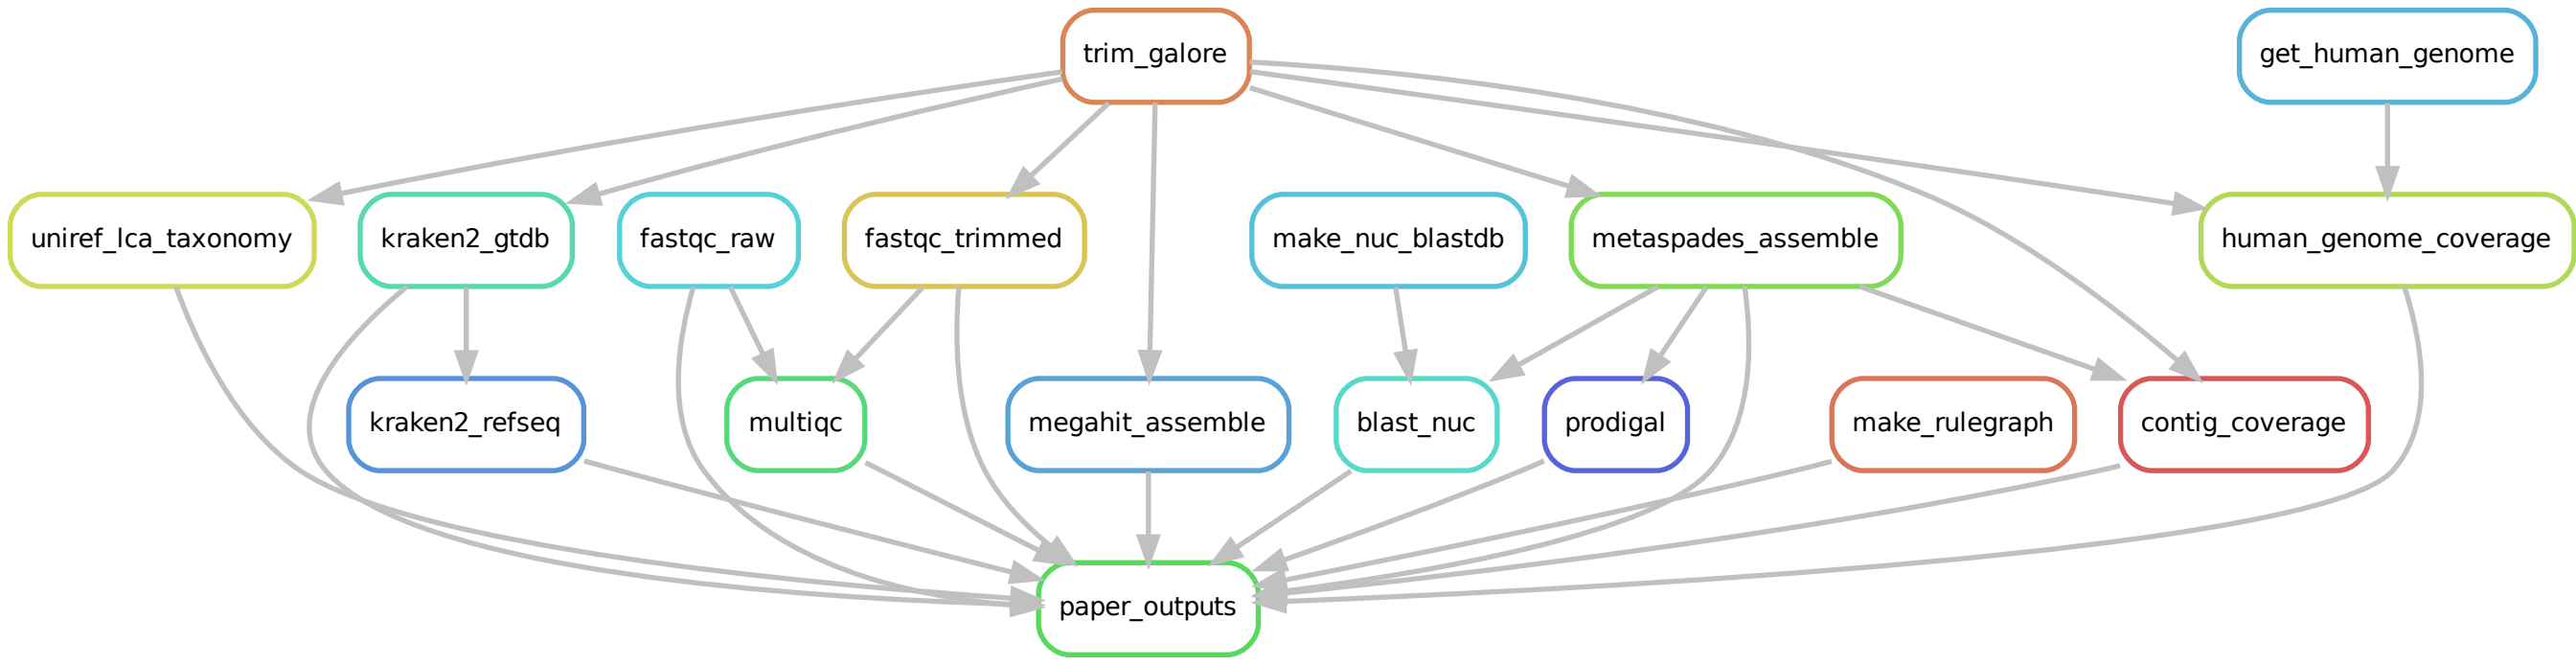 trim_galore
get_human_genome
uniref_lca_taxonomy
kraken2_gtdb
fastqc_raw
fastqc_trimmed
make_nuc_blastdb
metaspades_assemble
human_genome_coverage
kraken2_refseq
multiqc
megahit_assemble
blast_nuc
prodigal
make_rulegraph
contig_coverage
paper_outputs